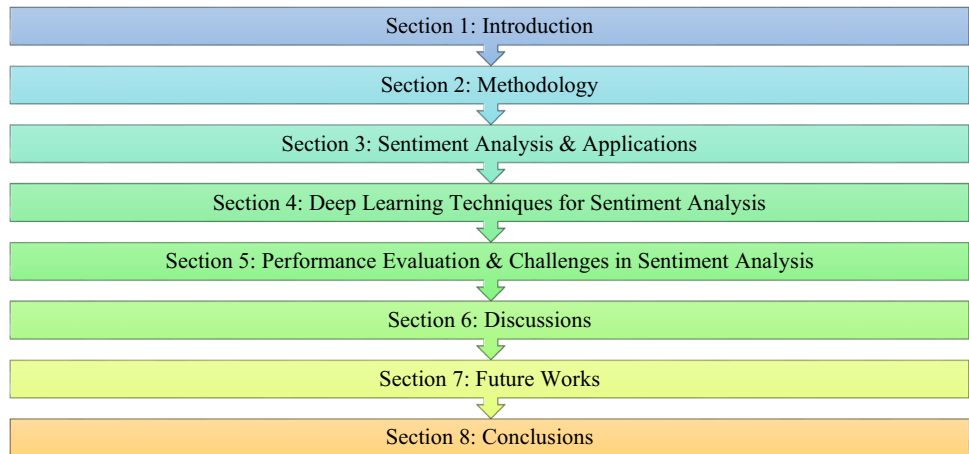 Section 1: Introduction
Section 2: Methodology
Section 3: Sentiment Analysis & Applications
Section 4: Deep Learning Techniques for Sentiment Analysis
Section 5: Performance Evaluation & Challenges in Sentiment Analysis
Section 6: Discussions
Section 7: Future Works
Section 8: Conclusions